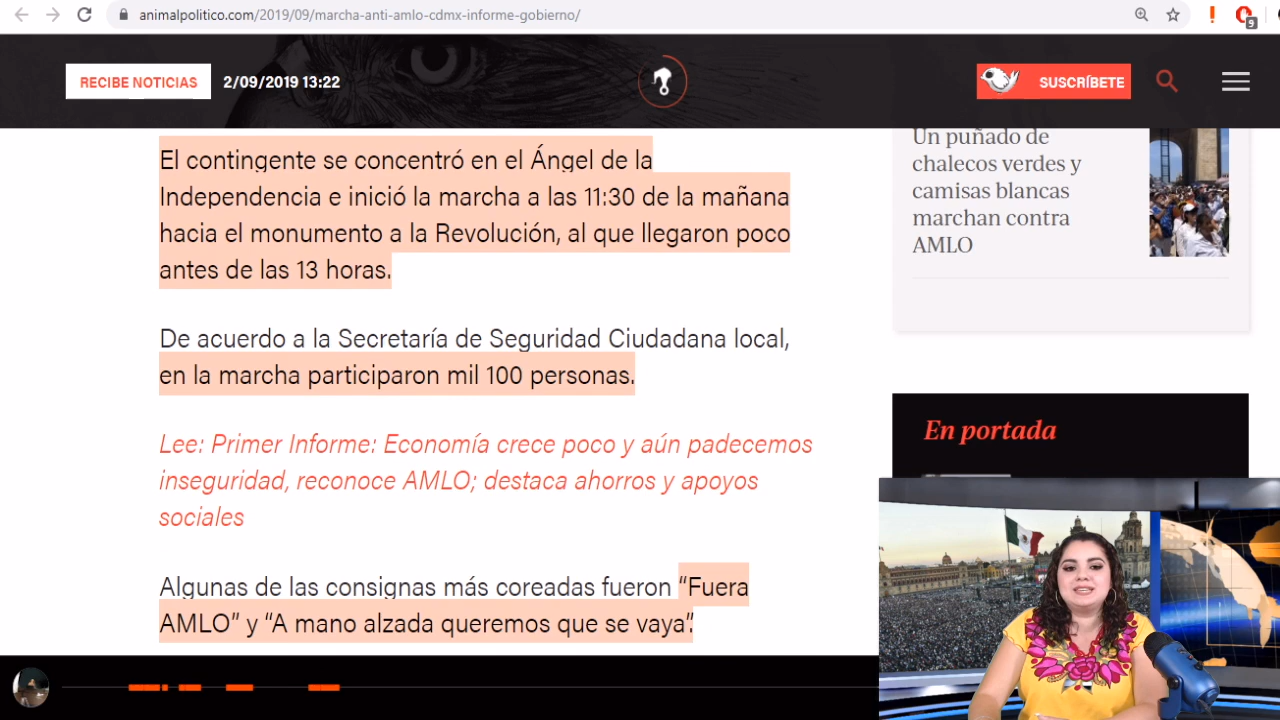 animalpolitico.com/2019/09/marcha-anti-amlo-cdmx-informe-gobierno/
9
RECIBE NOTICIAS
2/09/2019 13:22
SUSCRÍBETE
El contingente se concentró en el Ángel de la
Independencia e inició la marcha a las 11:30 de la mañana
hacia el monumento a la Revolución, al que llegaron poco
antes de las 13 horas.
De acuerdo a la Secretaría de Seguridad Ciudadana local,
en la marcha participaron mil 100 personas.
Lee: Primer Informe: Economía crece poco y aún padecemos
inseguridad, reconoce AMLO; destaca ahorros y apoyos
sociales
Algunas de las consignas más coreadas fueron “Fuera
AMLO” y “A mano alzada queremos que se vaya”.
Un puñado de
chalecos verdes y
camisas blancas
marchan contra
AMLO
En portada